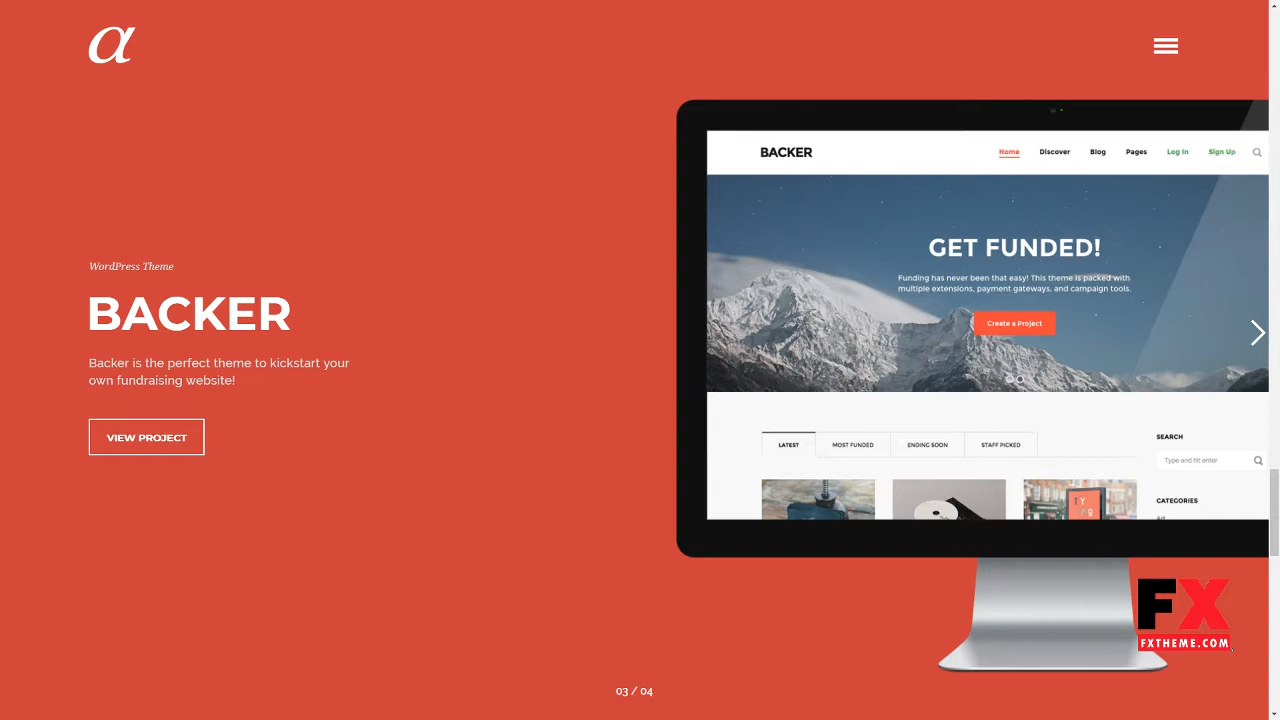 a
WordPress Theme
BACKER
Backer is the perfect theme to kickstart your
own fundraising website!
VIEW PROJECT
BACKER
Home Discover Blog Pages Log In Sign Up
GET FUNDED!
Funding has never been that easy! This theme is packed with
multiple extensions, payment gateways, and campaign tools.
Create a Project
LATEST MOST FUNDED ENDING SOON STAFF PICKED
SEARCH
Type and hit enter
CATEGORIES
Art
TY
PO
FX
FXTHEME.COM
03 / 04